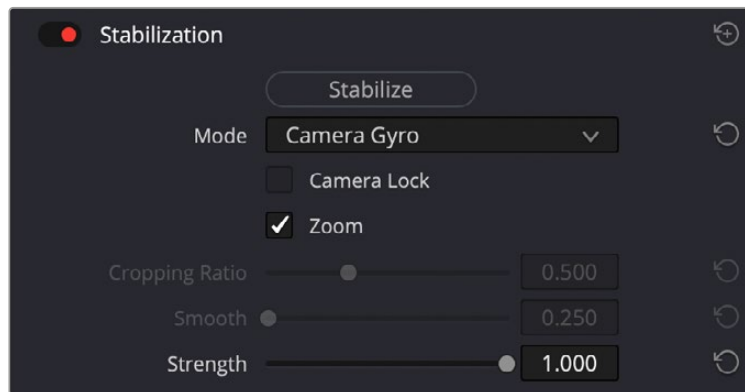 Stabilization
Stabilize
Mode Camera Gyro
Camera Lock
Zoom
Cropping Ratio 0.500
Smooth 0.250
Strength 1.000